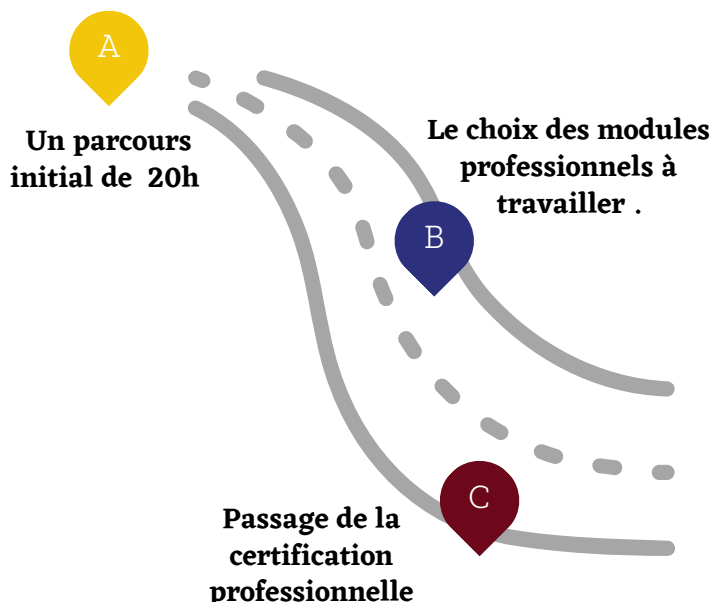 A
Un parcours
initial de 20h
Le choix des modules
professionnels à
travailler .
B
C
Passage de la
certification
professionnelle